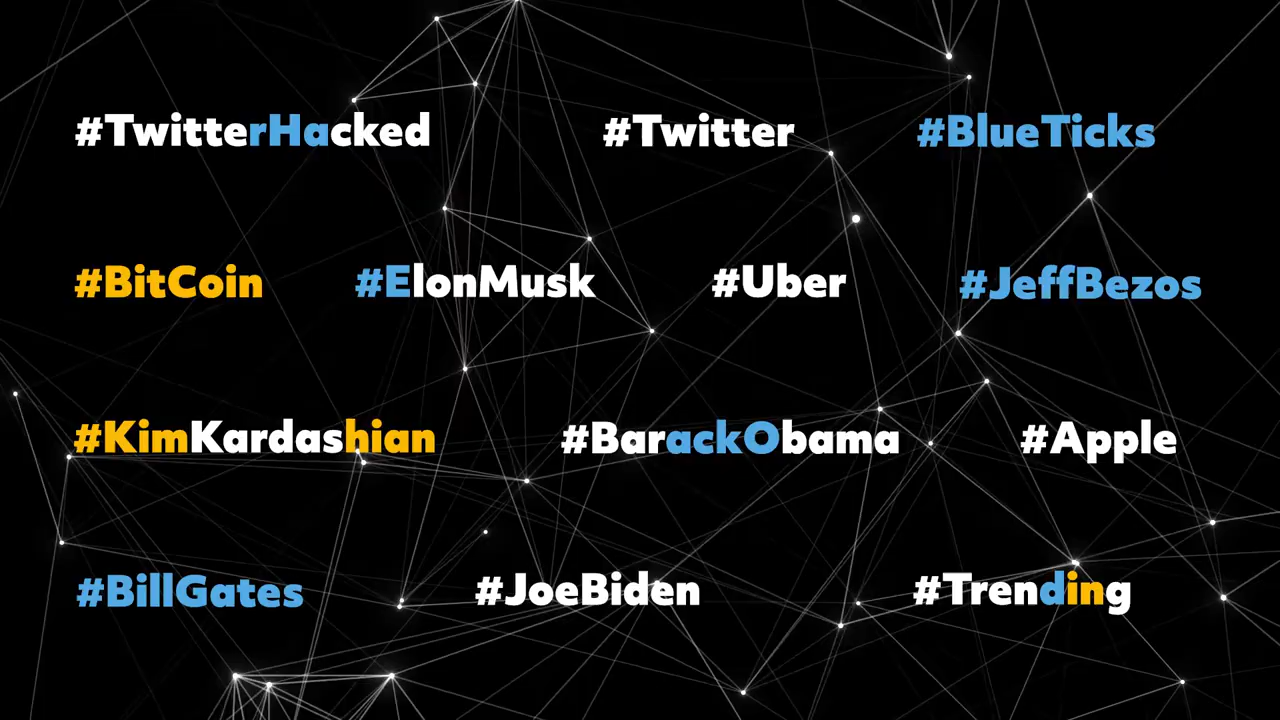 #TwitterHacked #Twitter #BlueTicks
#BitCoin #ElonMusk #Uber #JeffBezos
#KimKardashian #BarackObama #Apple
#BillGates #JoeBiden #Trending